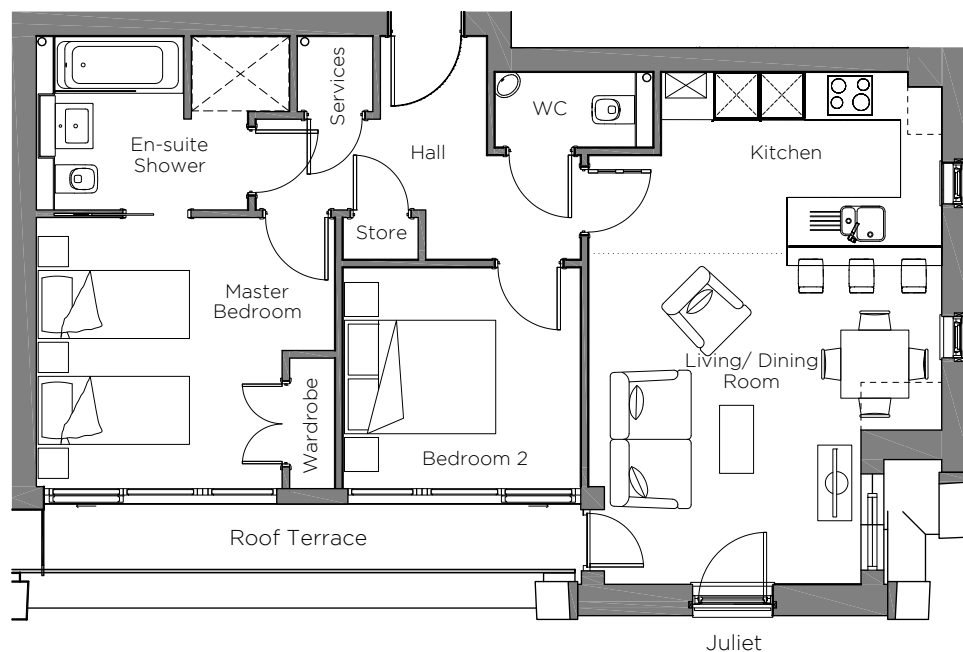 Services
WC
En-suite
Shower
Hall
Kitchen
Store
Master
Bedroom
Living/ Dining
Room
Wardrobe
Bedroom 2
Roof Terrace
Juliet